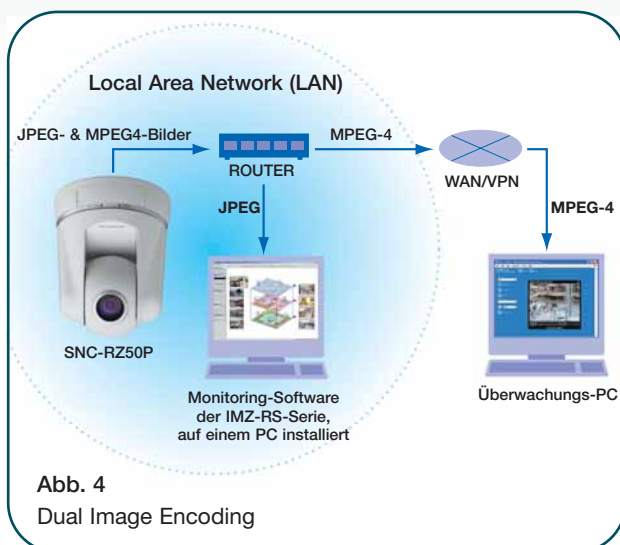 Local Area Network (LAN)
JPEG- & MPEG4-Bilder
MPEG-4
ROUTER
WAN/VPN
JPEG
MPEG-4
SNC-RZ50P
Monitoring-Software
der IMZ-RS-Serie,
auf einem PC installiert
Überwachungs-PC
Abb. 4
Dual Image Encoding